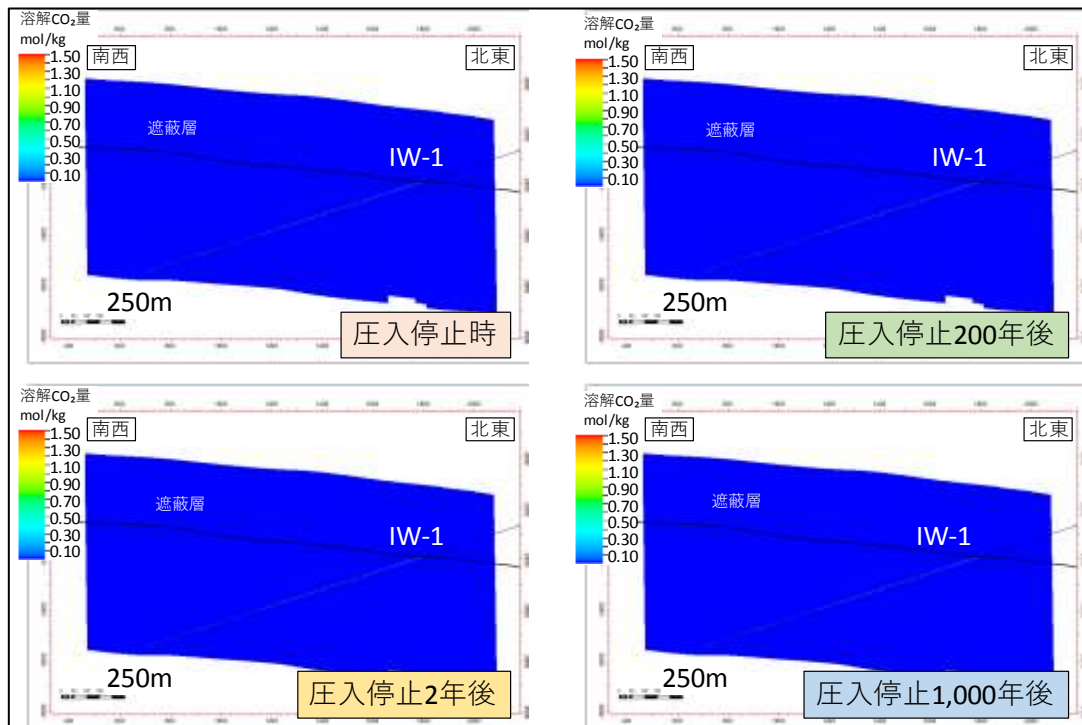 溶解CO₂量
mol/kg
1.50
1.30
1.10
0.90
0.70
0.50
0.30
0.10
南西
北東
遮蔽層
IW-1
250m
圧入停止時
溶解CO₂量
mol/kg
1.50
1.30
1.10
0.90
0.70
0.50
0.30
0.10
南西
北東
遮蔽層
IW-1
250m
圧入停止200年後
溶解CO₂量
mol/kg
1.50
1.30
1.10
0.90
0.70
0.50
0.30
0.10
南西
北東
遮蔽層
IW-1
250m
圧入停止2年後
溶解CO₂量
mol/kg
1.50
1.30
1.10
0.90
0.70
0.50
0.30
0.10
南西
北東
遮蔽層
IW-1
250m
圧入停止1,000年後